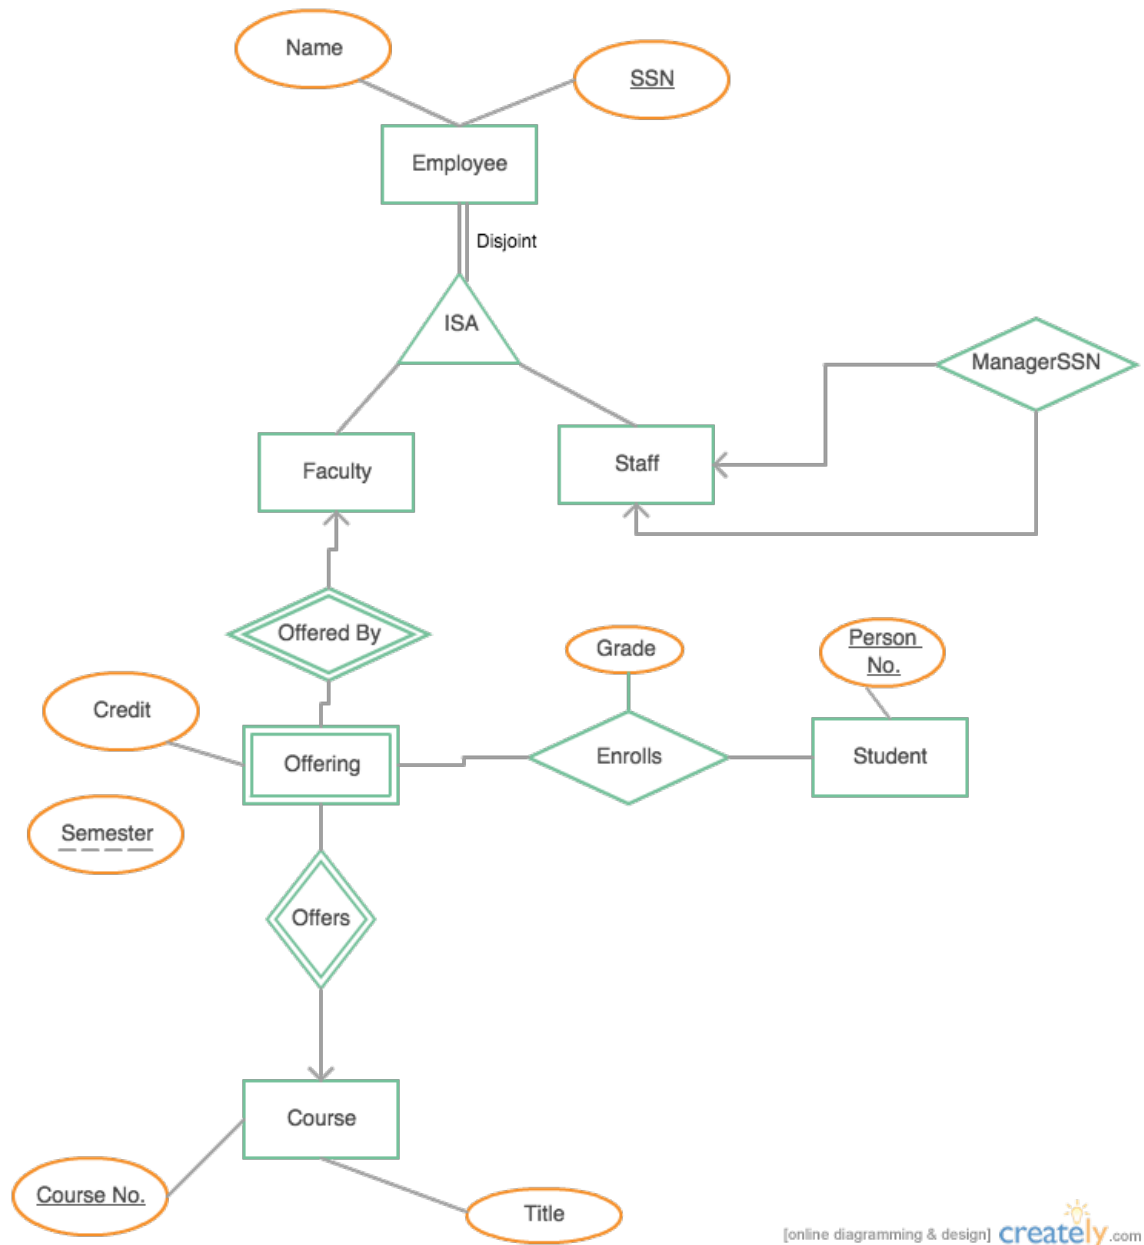 Name
SSN
Employee
Disjoint
ISA
ManagerSSN
Staff
Faculty
Offered By
Grade
Person
No.
Credit
Enrolls
Student
Offering
Semester
Offers
Course
Course No.
Title
[online diagramming & design] creately.com